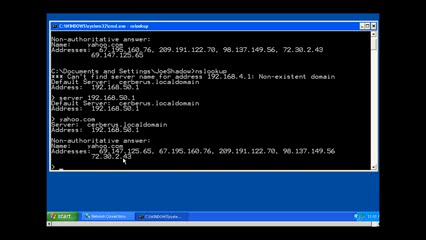 C:\WINDOWS\system32\cmd.exe - nslookup
Non-authoritative answer:
Name:    yahoo.com
Addresses:  67.195.160.76, 209.191.122.70, 98.137.149.56, 72.30.2.43
69.147.125.65
C:\Documents and Settings\JoeShadow>nslookup
*** Can't find server name for address 192.168.4.1: Non-existent domain
Default Server:  cerberus.localdomain
Address:  192.168.50.1
> server 192.168.50.1
Default Server:  cerberus.localdomain
Address:  192.168.50.1
> yahoo.com
Server:  cerberus.localdomain
Address:  192.168.50.1
Non-authoritative answer:
Name:    yahoo.com
Addresses:  69.147.125.65, 67.195.160.76, 209.191.122.70, 98.137.149.56
72.30.2.43
> _
start
Network Connections
C:\WINDOWS\syste...